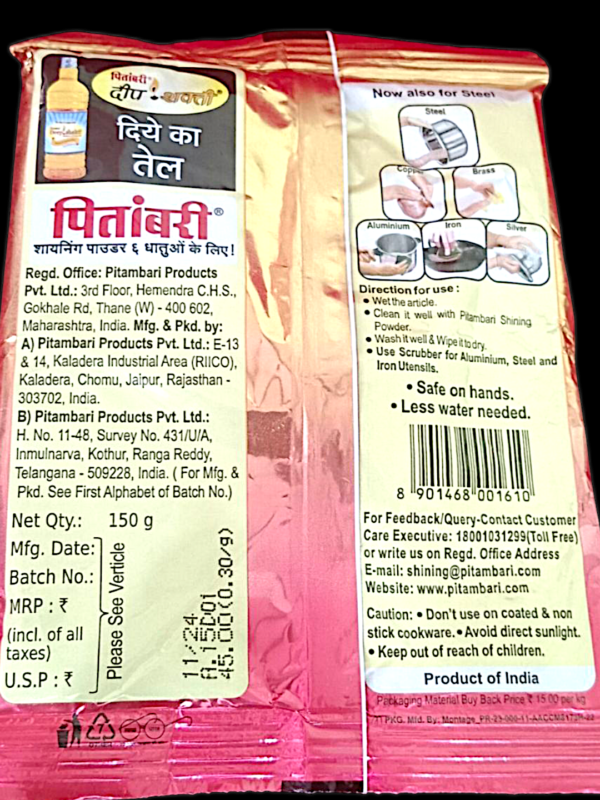 पितांबरी®
दीप शक्ती
दिये का
तेल
पितांबरी®
शायनिंग पाउडर ६ धातुओं के लिए!
Regd. Office: Pitambari Products
Pvt. Ltd.: 3rd Floor, Hemendra C.H.S.,
Gokhale Rd, Thane (W) - 400 602,
Maharashtra, India. Mfg. & Pkd. by:
A) Pitambari Products Pvt. Ltd.: E-13
& 14, Kaladera Industrial Area (RIICO),
Kaladera, Chomu, Jaipur, Rajasthan -
303702, India.
B) Pitambari Products Pvt. Ltd.:
H. No. 11-48, Survey No. 431/U/A,
Inmulnarva, Kothur, Ranga Reddy,
Telangana - 509228, India. ( For Mfg. &
Pkd. See First Alphabet of Batch No.)
Net Qty.: 150 g
Mfg. Date:
Batch No.:
MRP : ₹
(incl. of all
taxes)
U.S.P : ₹
Please See Verticle
11/24
A.15D01
45.00(0.30/g)
Now also for Steel
Steel
Copper
Brass
Aluminium
Iron
Silver
Direction for use :
• Wet the article.
• Clean it well with Pitambari Shining
Powder.
• Wash it well & Wipe it to dry.
• Use Scrubber for Aluminium, Steel and
Iron Utensils.
• Safe on hands.
• Less water needed.
8 901468 001610
For Feedback/Query-Contact Customer
Care Executive: 18001031299(Toll Free)
or write us on Regd. Office Address
E-mail: shining@pitambari.com
Website: www.pitambari.com
Caution: • Don't use on coated & non
stick cookware. • Avoid direct sunlight.
• Keep out of reach of children.
Product of India
Packaging Material Buy Back Price ₹ 15.00 per kg
PKG. Mfd. By: Montage
7